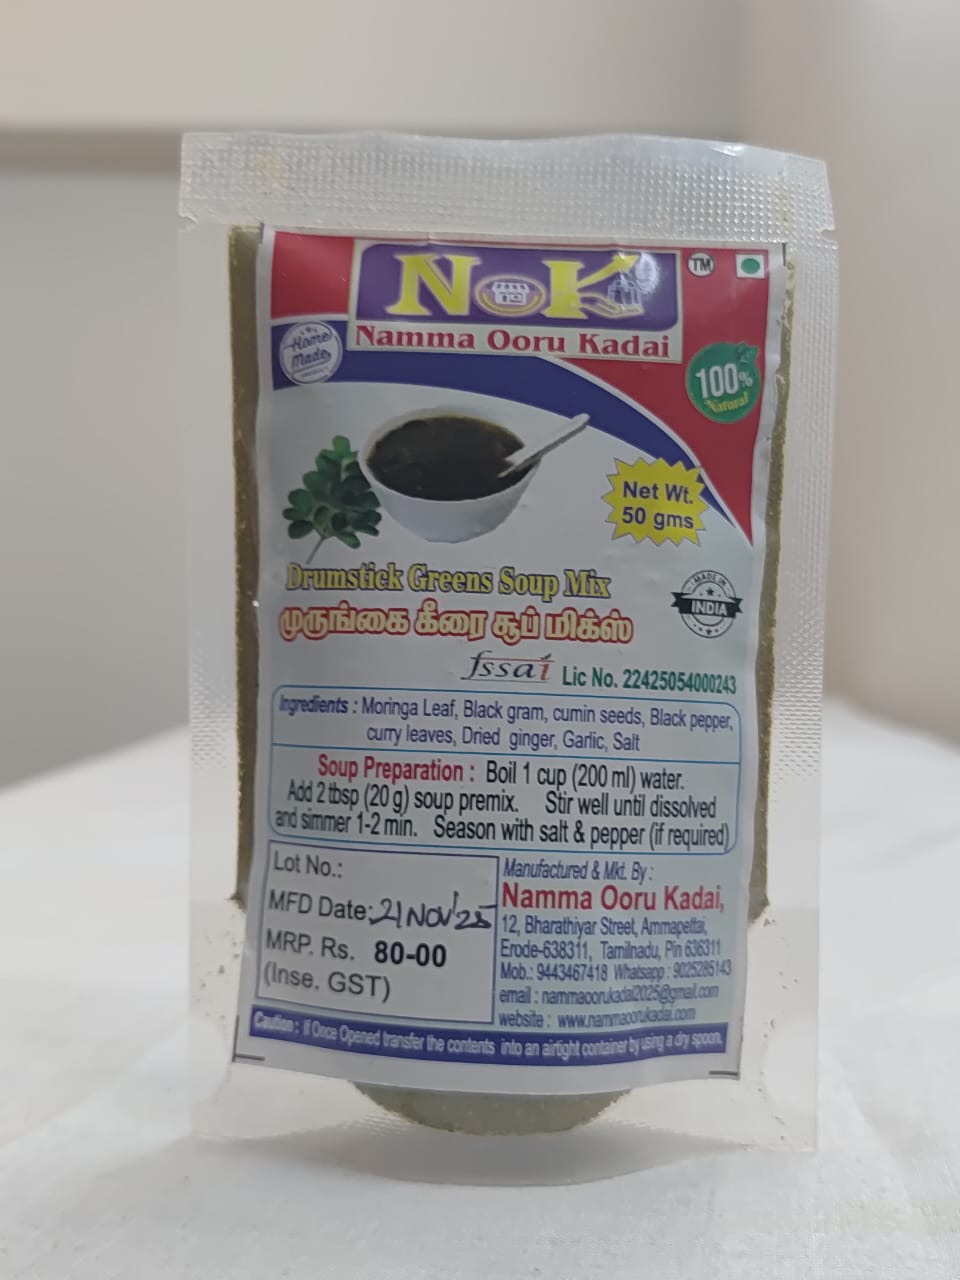 NOK
TM
Namma Ooru Kadai
Home
Made
100%
Natural
Net Wt.
50 gms
Drumstick Greens Soup Mix
முருங்கை கீரை சூப் மிக்ஸ்
MADE IN
INDIA
fssai Lic No. 22425054000243
Ingredients : Moringa Leaf, Black gram, cumin seeds, Black pepper,
curry leaves, Dried ginger, Garlic, Salt
Soup Preparation : Boil 1 cup (200 ml) water.
Add 2 tbsp (20 g) soup premix. Stir well until dissolved
and simmer 1-2 min. Season with salt & pepper (if required)
Lot No.:
MFD Date: 21 NOV'25
MRP. Rs. 80-00
(Inse. GST)
Manufactured & Mkt. By :
Namma Ooru Kadai,
12, Bharathiyar Street, Ammapettai,
Erode-638311, Tamilnadu, Pin 636311
Mob.: 9443467418 Whatsapp : 9025285143
email : nammaoorukadai2025@gmail.com
website : www.nammaoorukadai.com
Caution : If Once Opened transfer the contents into an airtight container by using a dry spoon.